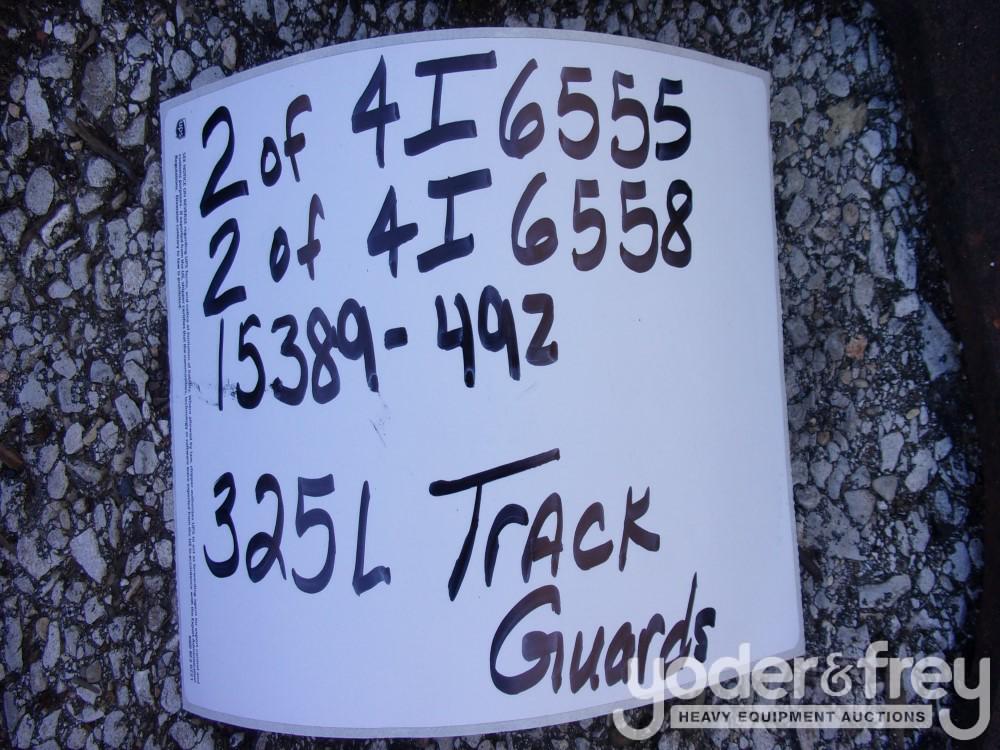 2 of 4I6555
2 of 4I6558
15389-492
325L Track
Guards
yoder&frey
HEAVY EQUIPMENT AUCTIONS